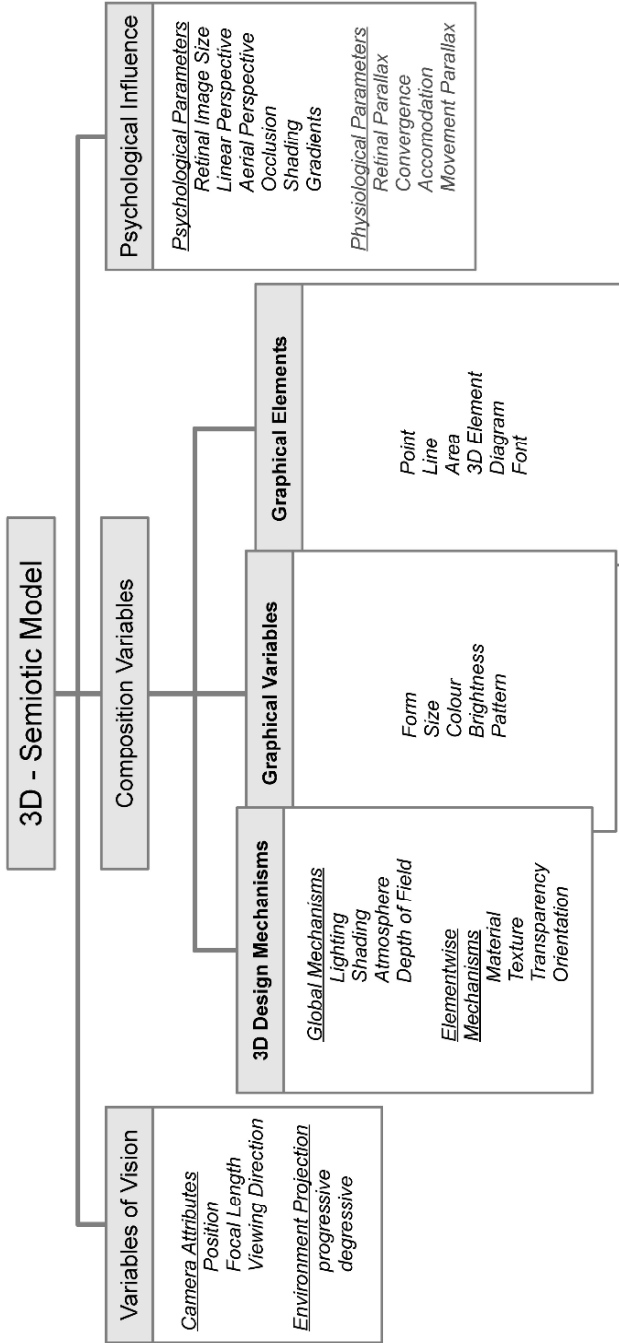 3D - Semiotic Model
Variables of Vision
Camera Attributes
Position
Focal Length
Viewing Direction
Environment Projection
progressive
degressive
Composition Variables
3D Design Mechanisms
Global Mechanisms
Lighting
Shading
Atmosphere
Depth of Field
Elementwise
Mechanisms
Material
Texture
Transparency
Orientation
Graphical Variables
Form
Size
Colour
Brightness
Pattern
Graphical Elements
Point
Line
Area
3D Element
Diagram
Font
Psychological Influence
Psychological Parameters
Retinal Image Size
Linear Perspective
Aerial Perspective
Occlusion
Shading
Gradients
Physiological Parameters
Retinal Parallax
Convergence
Accomodation
Movement Parallax